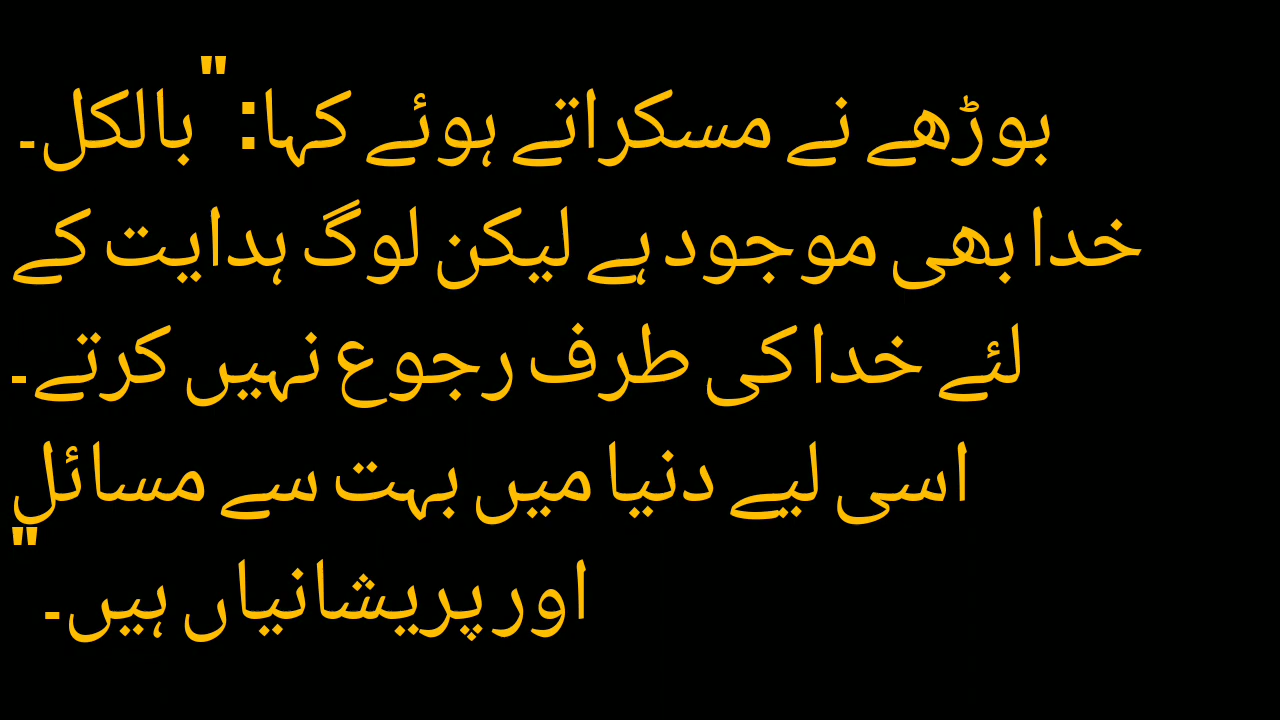 بوڑھے نے مسکراتے ہوئے کہا: "بالکل۔
خدا بھی موجود ہے لیکن لوگ ہدایت کے
لئے خدا کی طرف رجوع نہیں کرتے۔
اسی لیے دنیا میں بہت سے مسائل
اور پریشانیاں ہیں۔"